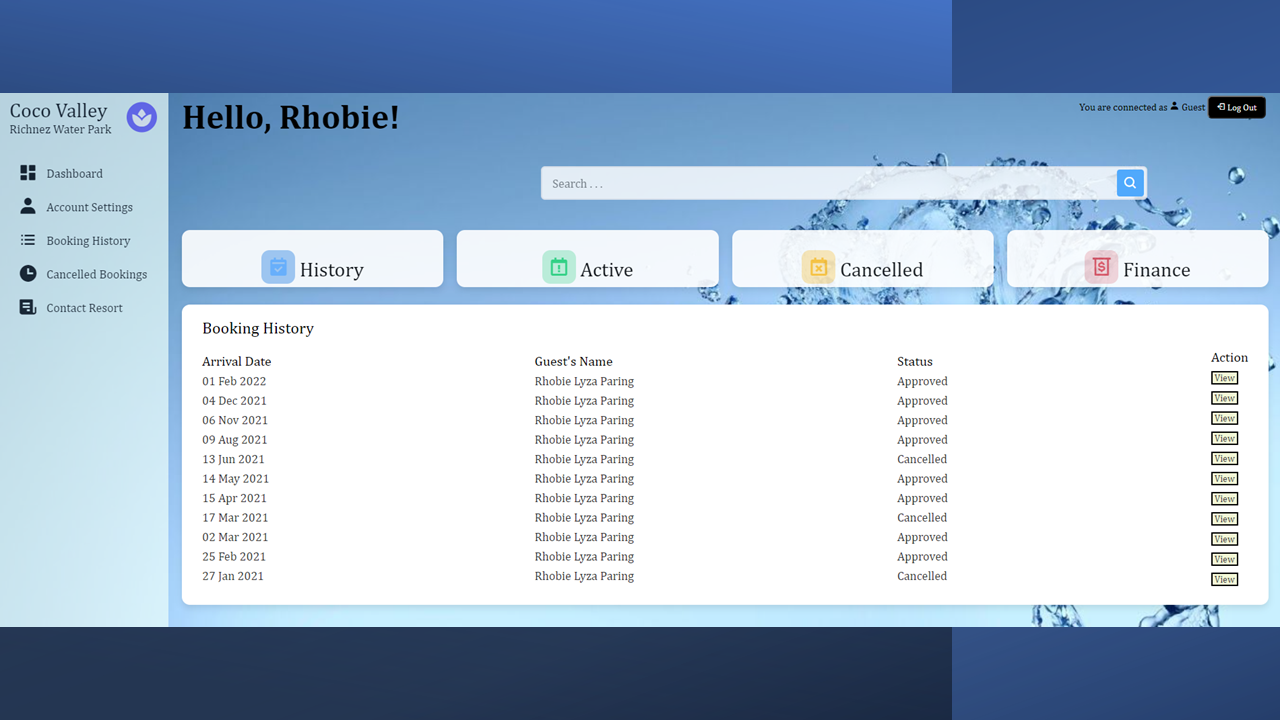 Coco Valley
Richnez Water Park
Dashboard
Account Settings
Booking History
Cancelled Bookings
Contact Resort
Hello, Rhobie!
You are connected as Guest Log Out
Search . . .
History Active Cancelled Finance
Booking History
Arrival Date Guest's Name Status Action
01 Feb 2022 Rhobie Lyza Paring Approved View
04 Dec 2021 Rhobie Lyza Paring Approved View
06 Nov 2021 Rhobie Lyza Paring Approved View
09 Aug 2021 Rhobie Lyza Paring Approved View
13 Jun 2021 Rhobie Lyza Paring Cancelled View
14 May 2021 Rhobie Lyza Paring Approved View
15 Apr 2021 Rhobie Lyza Paring Approved View
17 Mar 2021 Rhobie Lyza Paring Cancelled View
02 Mar 2021 Rhobie Lyza Paring Approved View
25 Feb 2021 Rhobie Lyza Paring Approved View
27 Jan 2021 Rhobie Lyza Paring Cancelled View